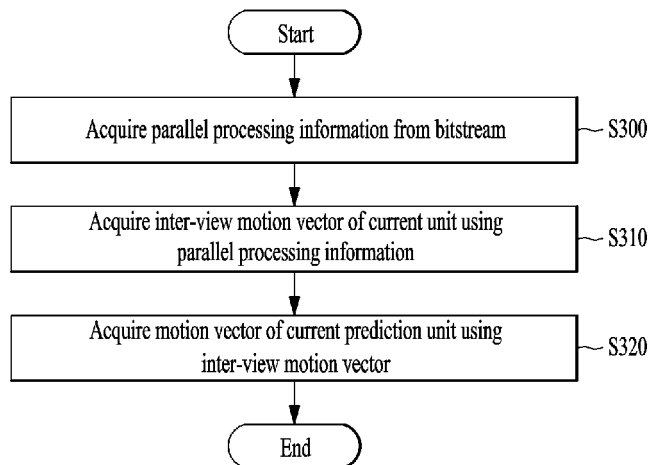 Start
Acquire parallel processing information from bitstream
S300
Acquire inter-view motion vector of current unit using
parallel processing information
S310
Acquire motion vector of current prediction unit using
inter-view motion vector
S320
End